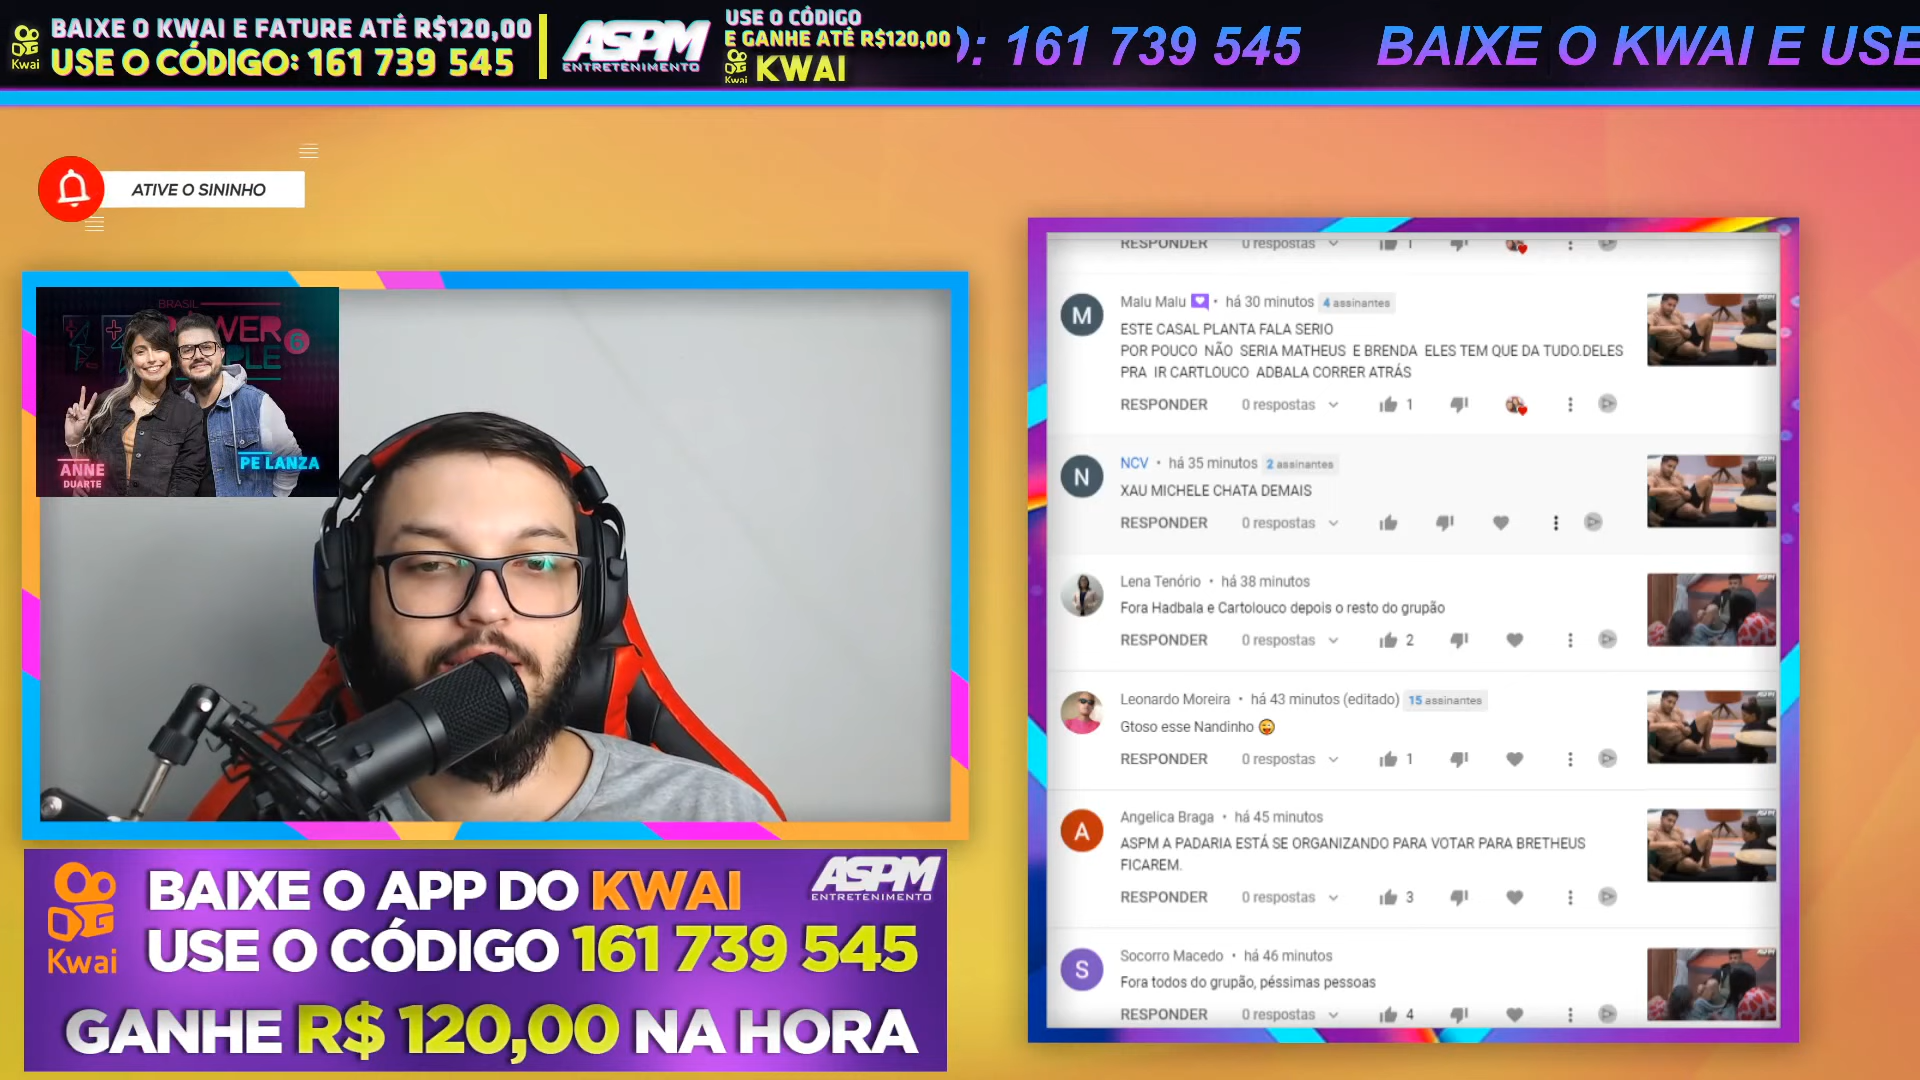 BAIXE O KWAI E FATURE ATÉ R$120,00
USE O CÓDIGO: 161 739 545
Kwai
ASPM
ENTRETENIMENTO
USE O CÓDIGO
E GANHE ATÉ R$120,00
KWAI
Kwai
: 161 739 545 BAIXE O KWAI E USE
ATIVE O SININHO
BRASIL
POWER
6
ANNE
DUARTE
PE LANZA
RESPONDER 0 respostas 1
Malu Malu • há 30 minutos 4 assinantes
ESTE CASAL PLANTA FALA SERIO
POR POUCO NÃO SERIA MATHEUS E BRENDA ELES TEM QUE DA TUDO.DELES
PRA IR CARTLOUCO ADBALA CORRER ATRÁS
RESPONDER 0 respostas 1
M
N
NCV • há 35 minutos 2 assinantes
XAU MICHELE CHATA DEMAIS
RESPONDER 0 respostas
Lena Tenório • há 38 minutos
Fora Hadbala e Cartolouco depois o resto do grupão
RESPONDER 0 respostas 2
Leonardo Moreira • há 43 minutos (editado) 15 assinantes
Gtoso esse Nandinho 😜
RESPONDER 0 respostas 1
A
Angelica Braga • há 45 minutos
ASPM A PADARIA ESTÁ SE ORGANIZANDO PARA VOTAR PARA BRETHEUS
FICAREM.
RESPONDER 0 respostas 3
S
Socorro Macedo • há 46 minutos
Fora todos do grupão, péssimas pessoas
RESPONDER 0 respostas 4
Kwai
BAIXE O APP DO KWAI
ASPM
ENTRETENIMENTO
USE O CÓDIGO 161 739 545
GANHE R$ 120,00 NA HORA